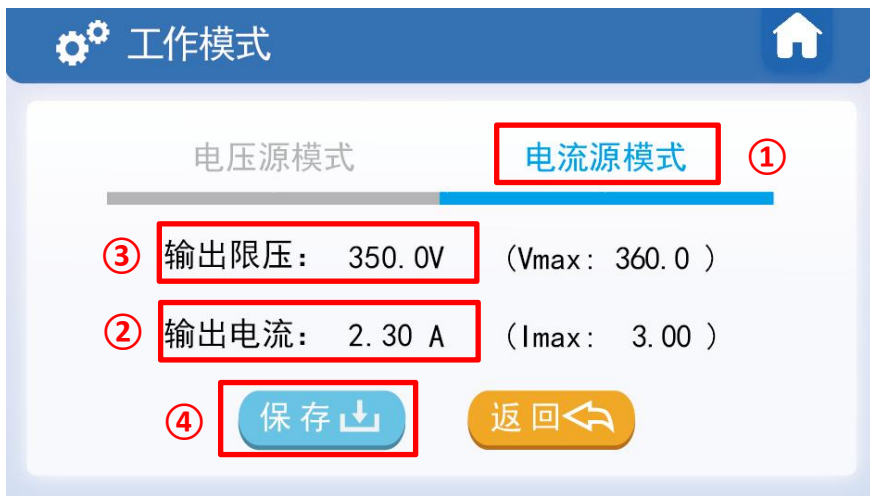 工作模式
电压源模式 电流源模式 ①
③ 输出限压： 350.0V （Vmax: 360.0 ）
② 输出电流： 2.30 A （Imax: 3.00 ）
④ 保存 返回